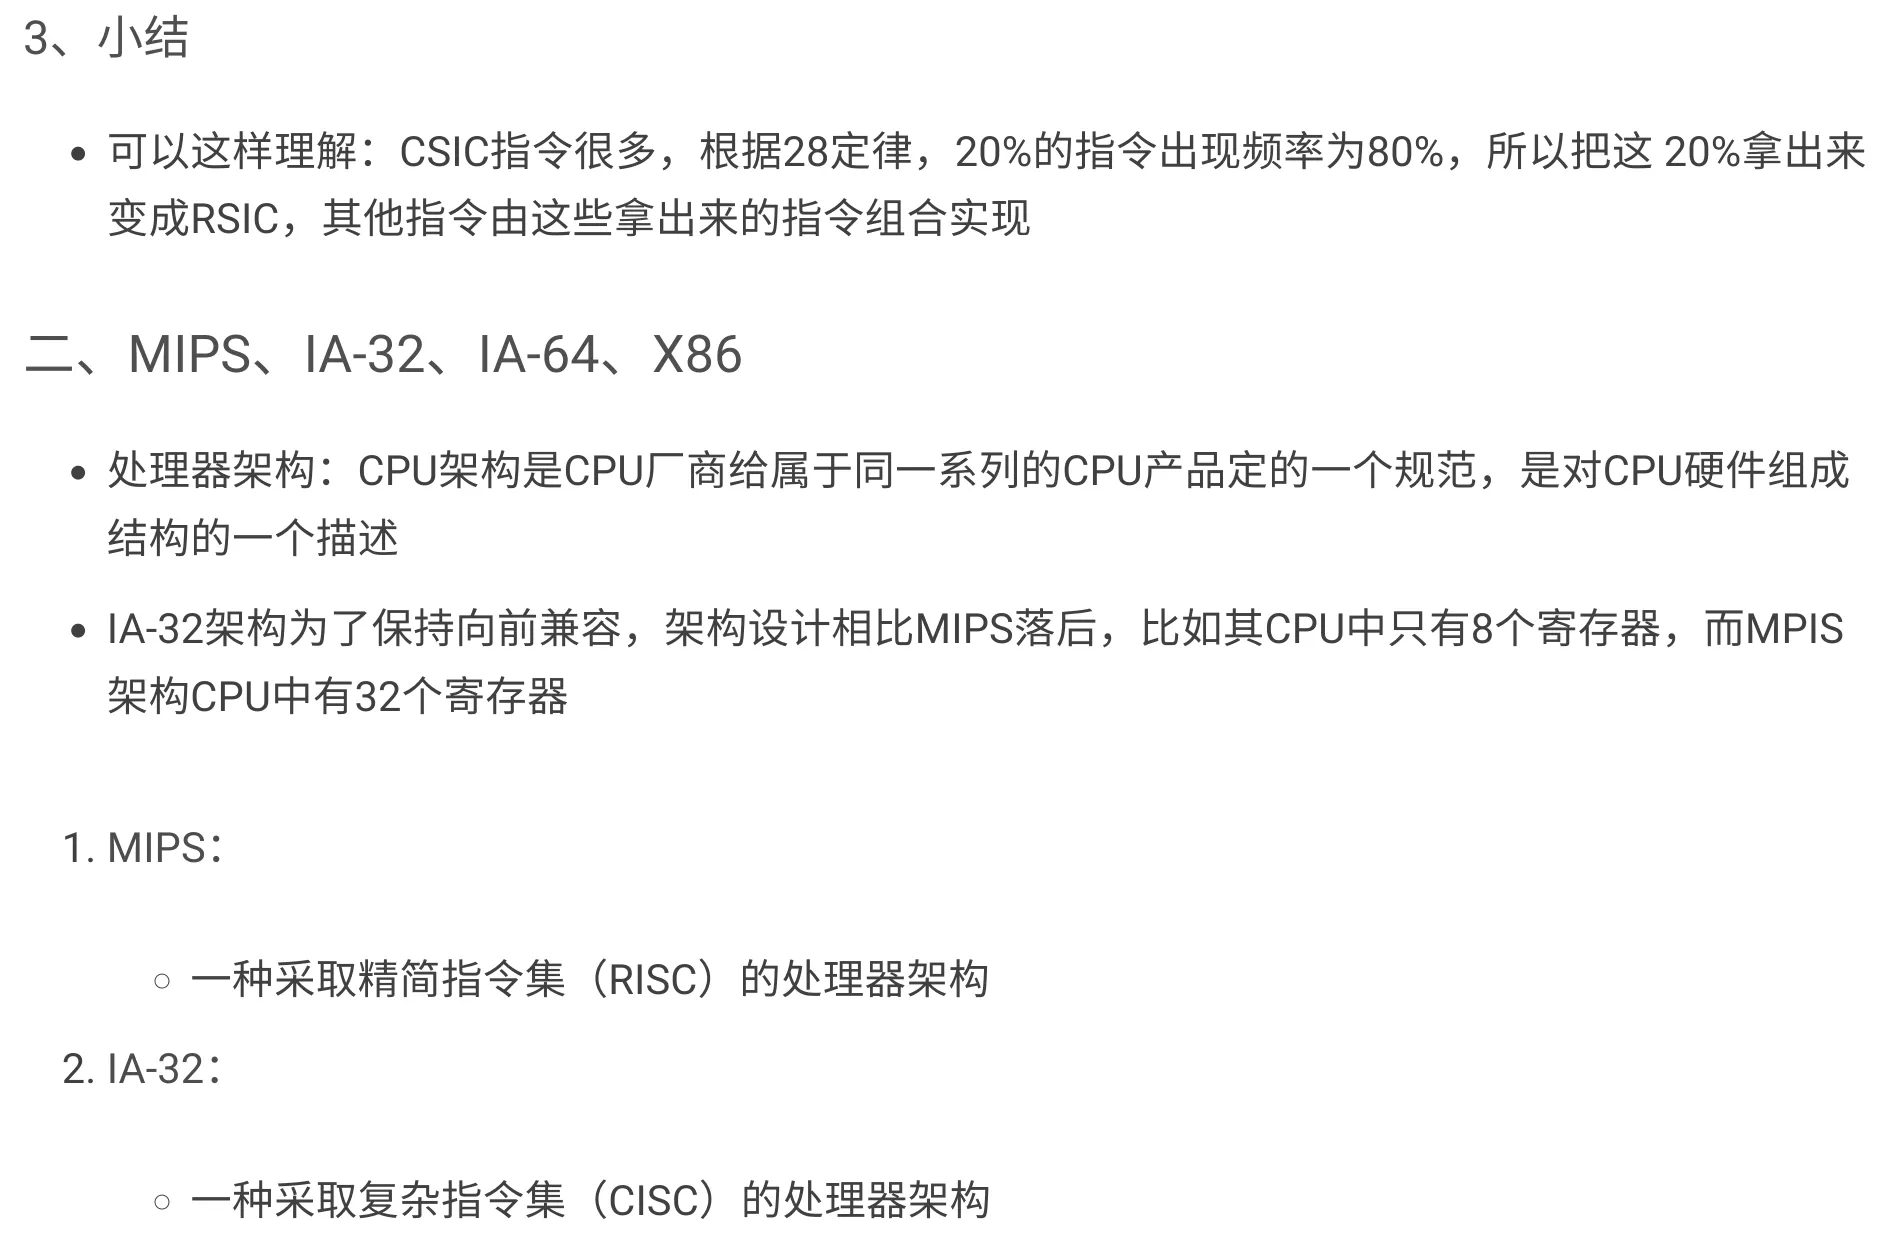 3、小结
可以这样理解：CSIC指令很多，根据28定律，20%的指令出现频率为80%，所以把这 20%拿出来
变成RSIC，其他指令由这些拿出来的指令组合实现
二、MIPS、IA-32、IA-64、X86
处理器架构：CPU架构是CPU厂商给属于同一系列的CPU产品定的一个规范，是对CPU硬件组成
结构的一个描述
IA-32架构为了保持向前兼容，架构设计相比MIPS落后，比如其CPU中只有8个寄存器，而MPIS
架构CPU中有32个寄存器
1. MIPS：
一种采取精简指令集（RISC）的处理器架构
2. IA-32：
一种采取复杂指令集（CISC）的处理器架构